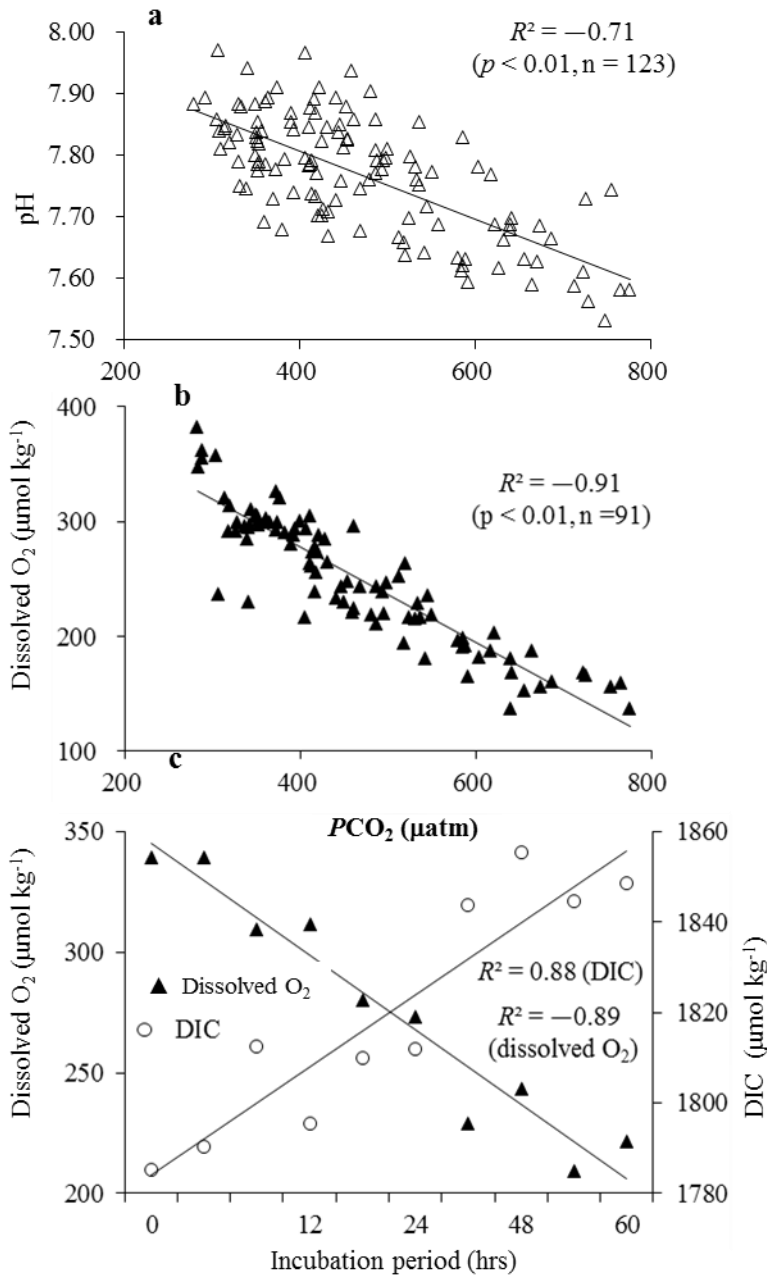 a
8.00
7.90
7.80
7.70
7.60
7.50
pH
R² = —0.71
(p < 0.01, n = 123)
200 400 600 800
b
400
300
200
100
Dissolved O₂ (µmol kg⁻¹)
R² = —0.91
(p < 0.01, n =91)
200 400 600 800
c
PCO₂ (µatm)
350
300
250
200
Dissolved O₂ (µmol kg⁻¹)
Dissolved O₂
DIC
R² = 0.88 (DIC)
R² = —0.89
(dissolved O₂)
1860
1840
1820
1800
1780
DIC (µmol kg⁻¹)
0 12 24 48 60
Incubation period (hrs)